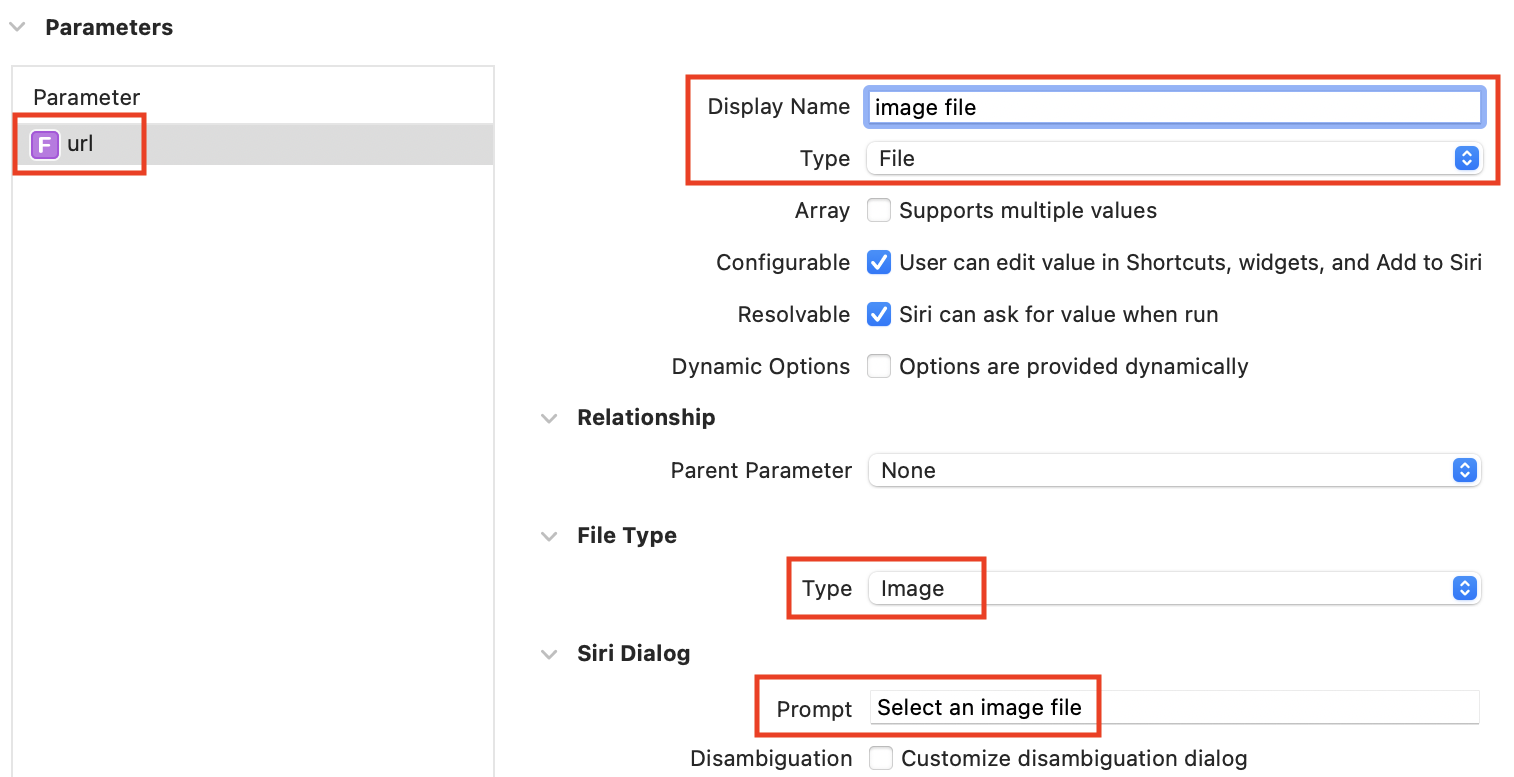 Parameters
Parameter
F url
Display Name image file
Type File
Array Supports multiple values
Configurable User can edit value in Shortcuts, widgets, and Add to Siri
Resolvable Siri can ask for value when run
Dynamic Options Options are provided dynamically
Relationship
Parent Parameter None
File Type
Type Image
Siri Dialog
Prompt Select an image file
Disambiguation Customize disambiguation dialog